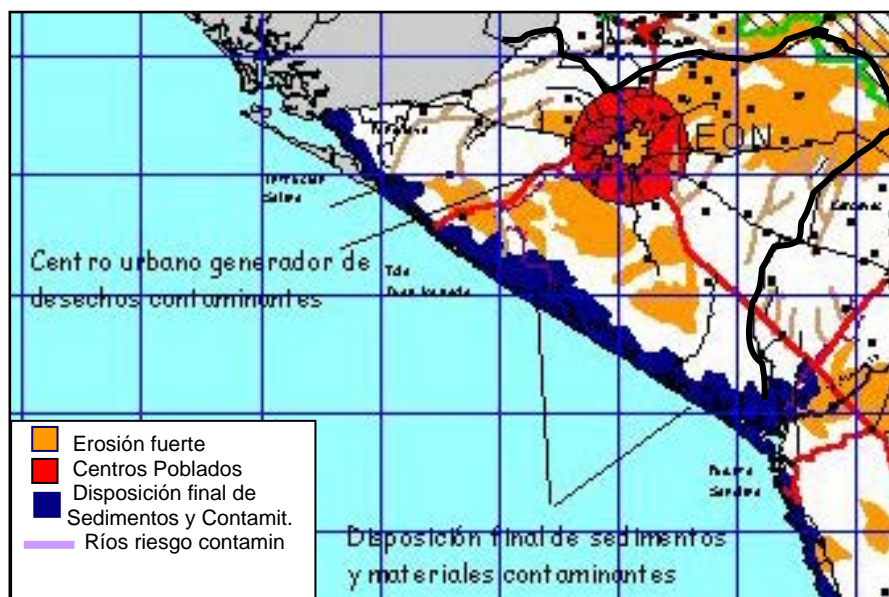 LEON
Centro urbano generador de
desechos contaminantes
Erosión fuerte
Centros Poblados
Disposición final de
Sedimentos y Contamit.
Ríos riesgo contamin
Disposición final de sedimentos
y materiales contaminantes